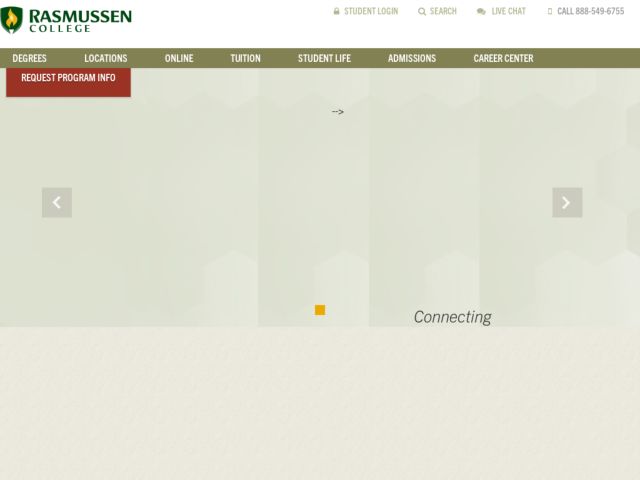 RASMUSSEN
COLLEGE
STUDENT LOGIN SEARCH LIVE CHAT CALL 888-549-6755
DEGREES LOCATIONS ONLINE TUITION STUDENT LIFE ADMISSIONS CAREER CENTER
REQUEST PROGRAM INFO
-->
Connecting